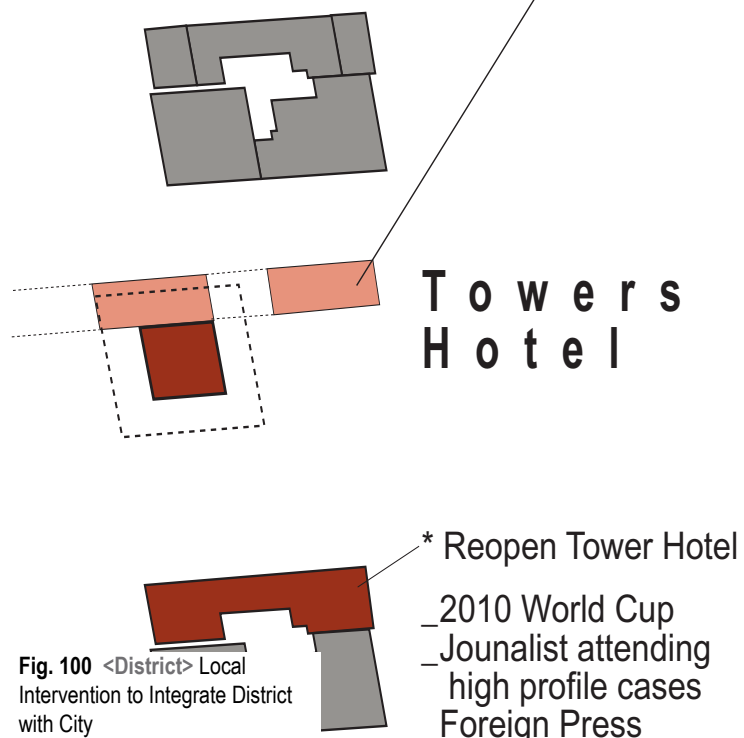 Towers
Hotel
* Reopen Tower Hotel
_2010 World Cup
_Jounalist attending
high profile cases
Foreign Press
Fig. 100 <District> Local
Intervention to Integrate District
with City